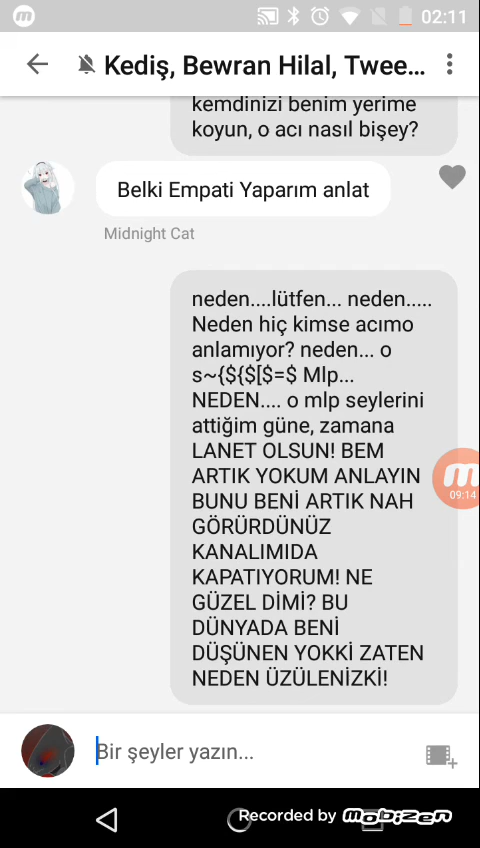 02:11
Kediş, Bewran Hilal, Twee...
kemdinizi benim yerime
koyun, o acı nasıl bişey?
Belki Empati Yaparım anlat
Midnight Cat
neden....lütfen... neden.....
Neden hiç kimse acımo
anlamıyor? neden... o
s~{${$[$=$ Mlp...
NEDEN.... o mlp seylerini
attiğim güne, zamana
LANET OLSUN! BEM
ARTIK YOKUM ANLAYIN
BUNU BENİ ARTIK NAH
GÖRÜRDÜNÜZ
KANALIMIDA
KAPATIYORUM! NE
GÜZEL DİMİ? BU
DÜNYADA BENİ
DÜŞÜNEN YOKKİ ZATEN
NEDEN ÜZÜLENİZKİ!
09:14
Bir şeyler yazın...
Recorded by MOBIZEN